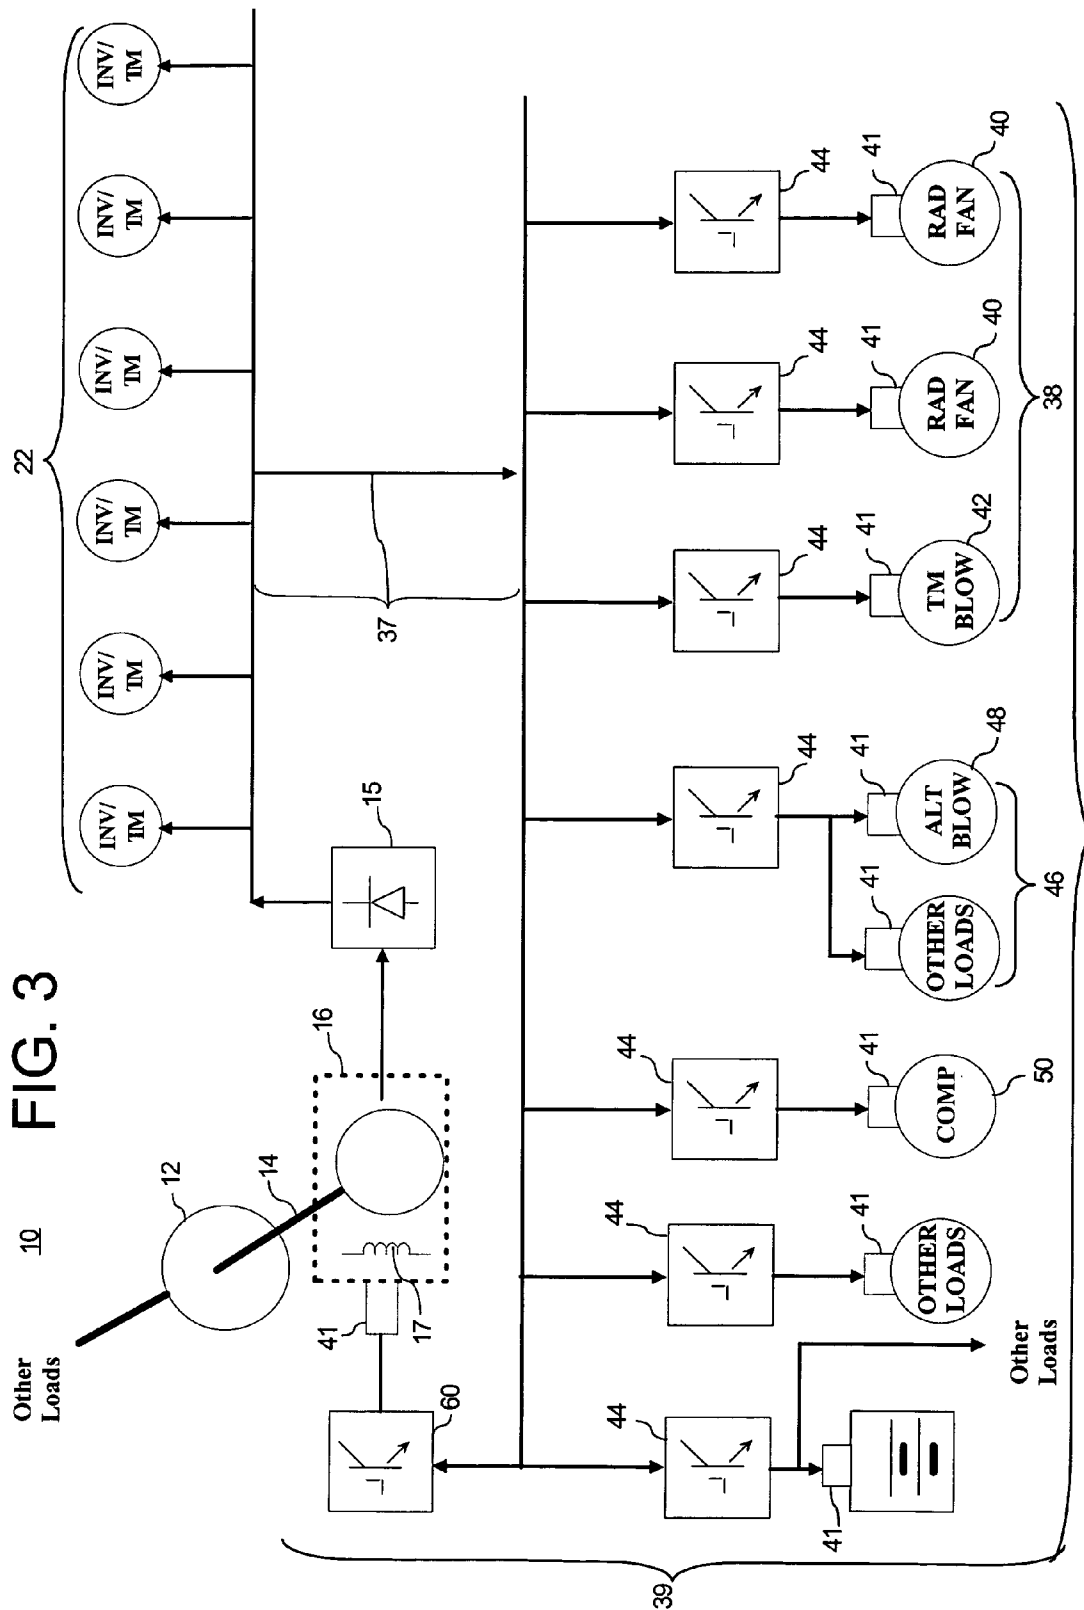 FIG. 3
10
Other
Loads
12
14
16
17
41
60
15
22
INV/
TM
INV/
TM
INV/
TM
INV/
TM
INV/
TM
INV/
TM
37
39
44
44
44
44
44
44
44
41
Other
Loads
41
OTHER
LOADS
41
COMP
50
41
OTHER
LOADS
41
ALT
BLOW
48
46
41
TM
BLOW
42
41
RAD
FAN
40
41
RAD
FAN
40
38